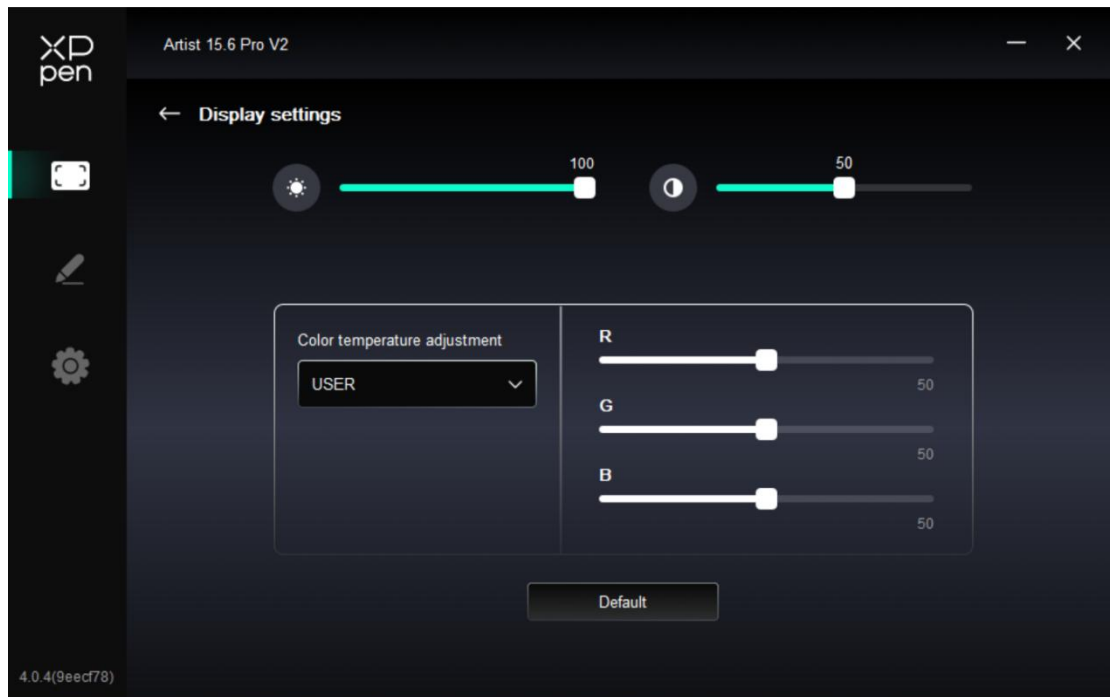 XP
pen
Artist 15.6 Pro V2
Display settings
100
50
Color temperature adjustment
USER
R
50
G
50
B
50
Default
4.0.4(9eecf78)